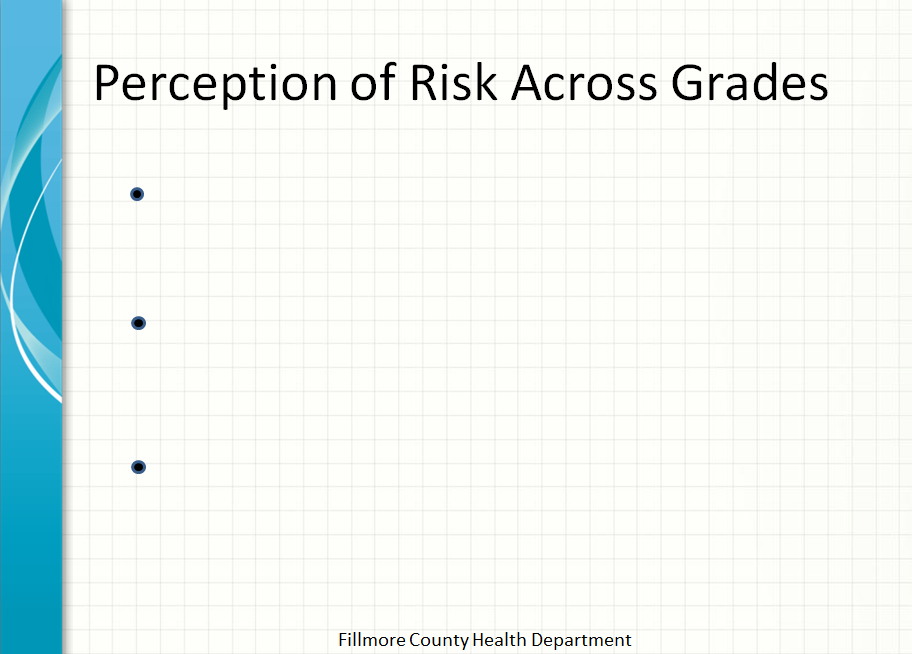 Perception of Risk Across Grades
•
•
•
Fillmore County Health Department